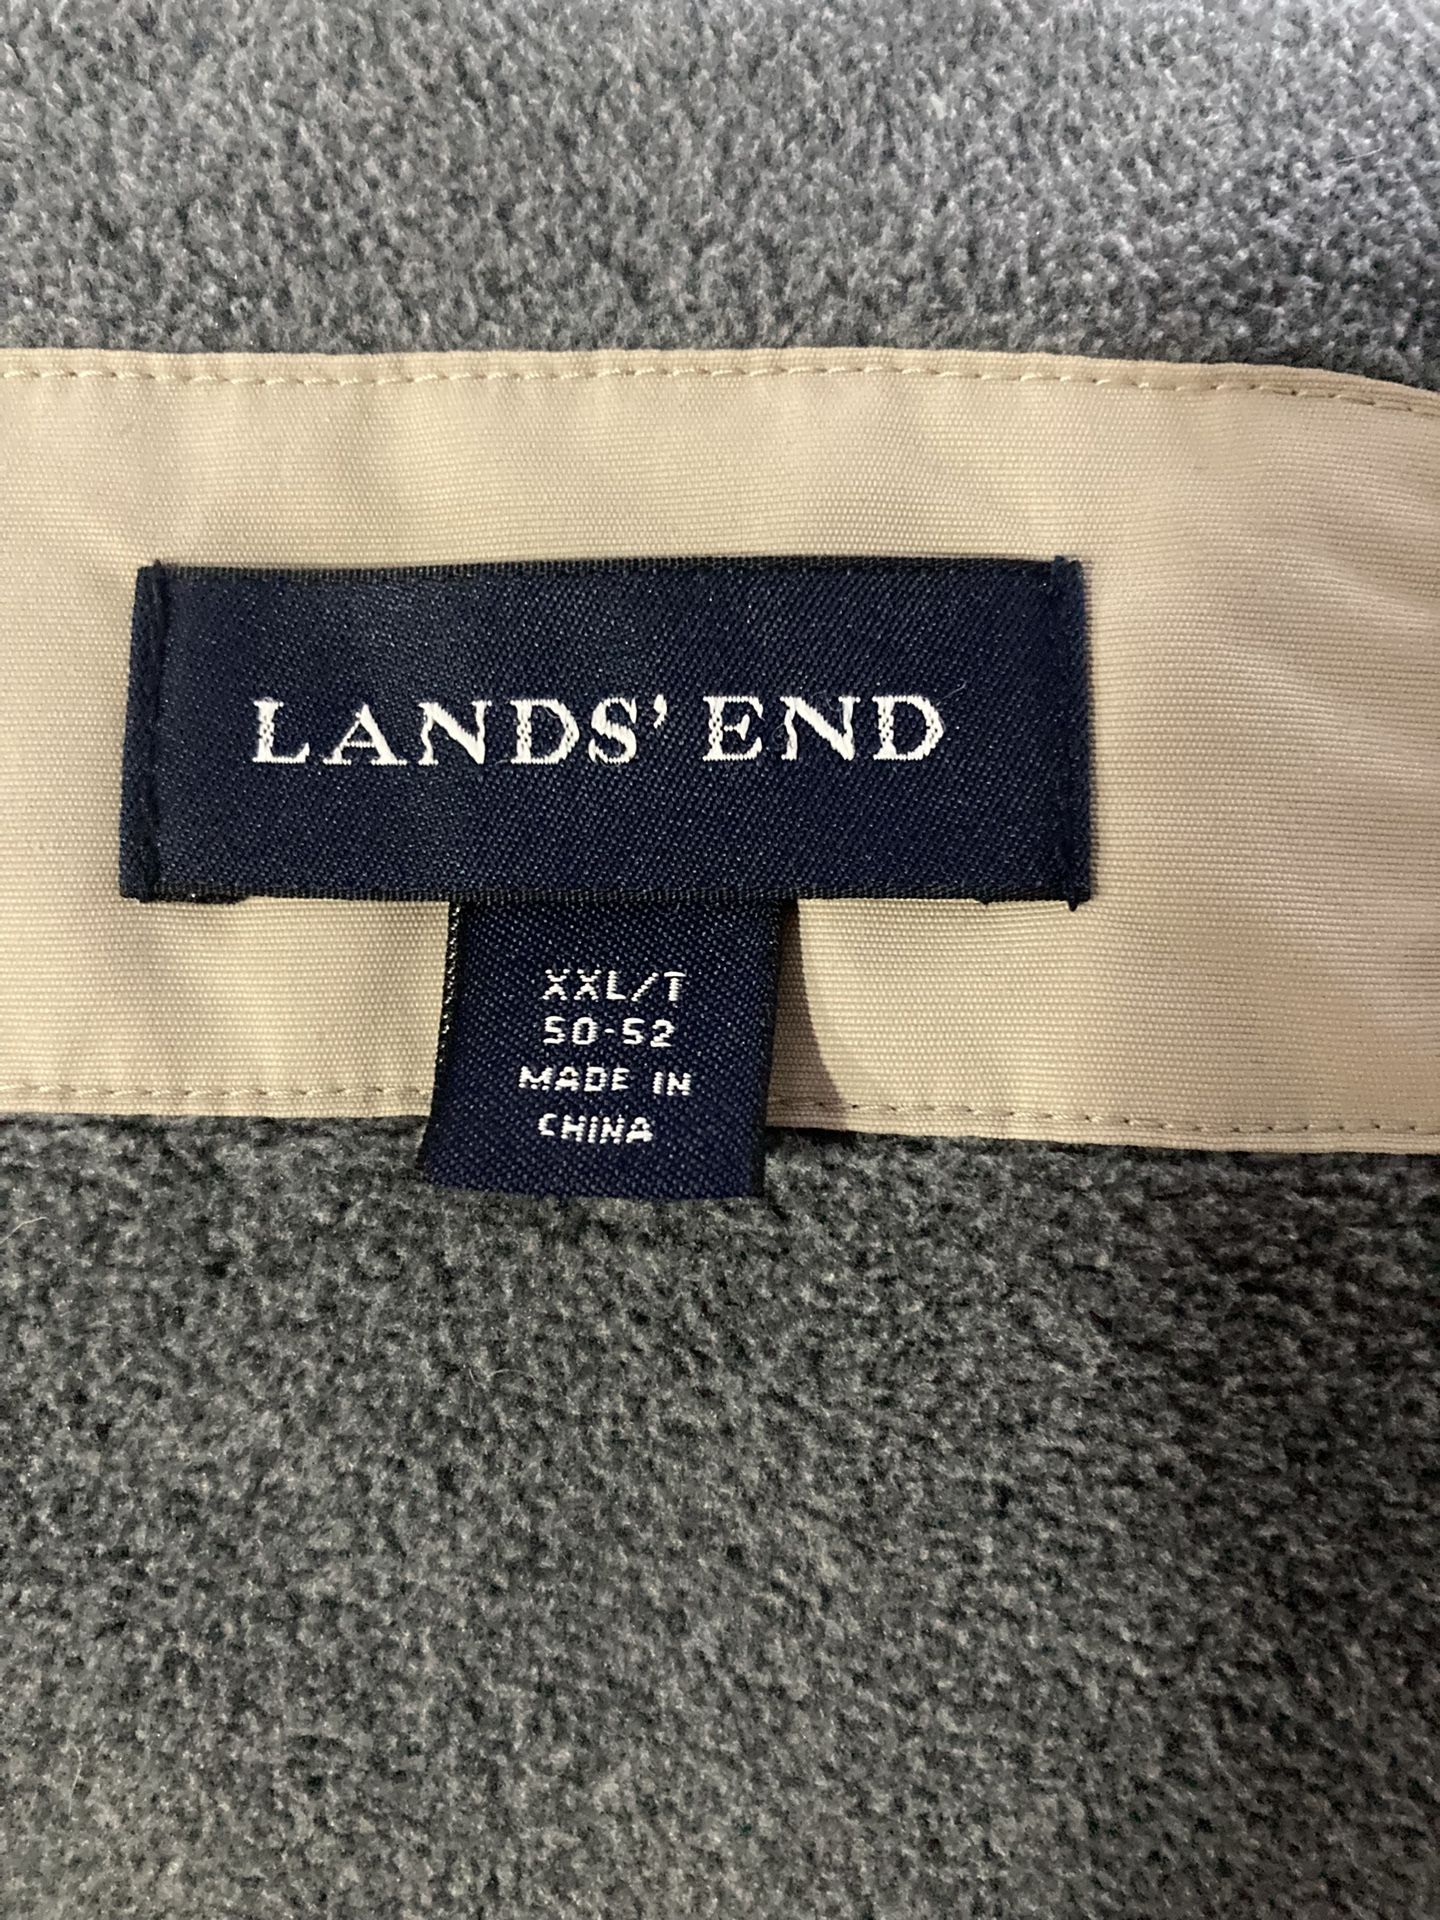 LANDS' END
XXL/T
50-52
MADE IN
CHINA